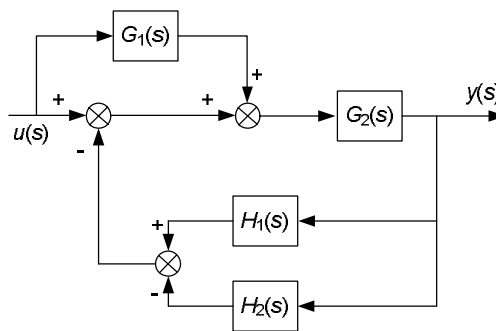 G1(s)
+
+
+
y(s)
u(s)
G2(s)
-
H1(s)
+
-
H2(s)